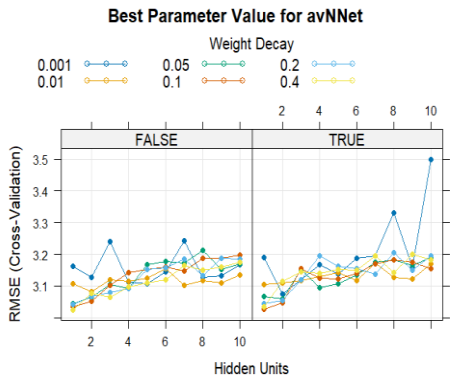 Best Parameter Value for avNNet
Weight Decay
0.001 0.05 0.2
0.01 0.1 0.4
2 4 6 8 10
FALSE TRUE
3.5
3.4
3.3
3.2
3.1
RMSE (Cross-Validation)
2 4 6 8 10
Hidden Units